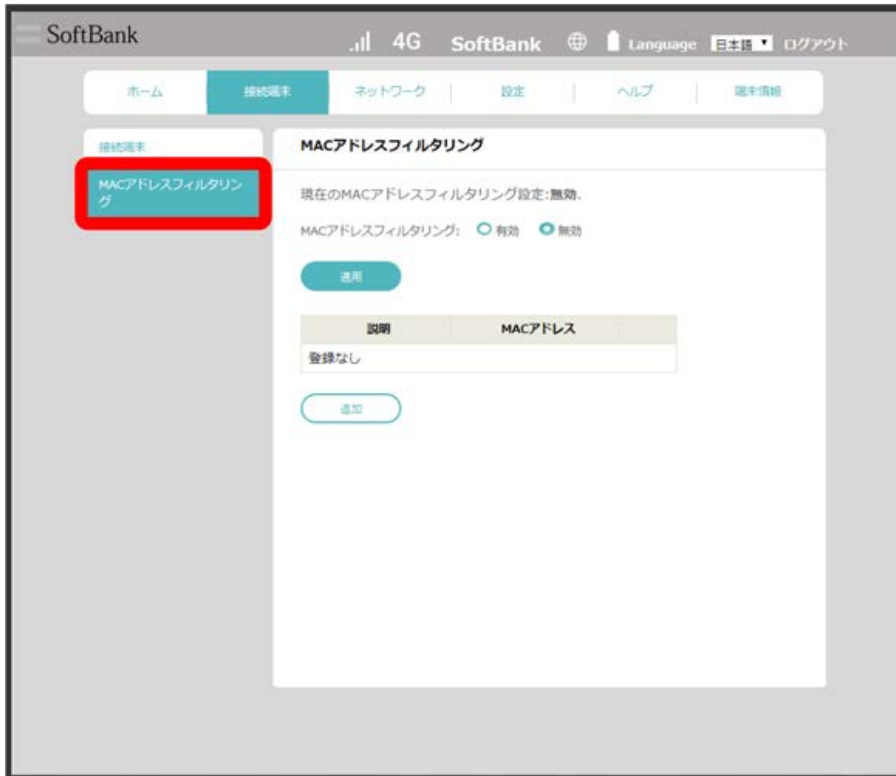 SoftBank
4G SoftBank Language 日本語 ログアウト
ホーム 接続端末 ネットワーク 設定 ヘルプ 端末情報
接続端末
MACアドレスフィルタリン
グ
MACアドレスフィルタリング
現在のMACアドレスフィルタリング設定:無効.
MACアドレスフィルタリング: 有効 無効
適用
説明 MACアドレス
登録なし
追加